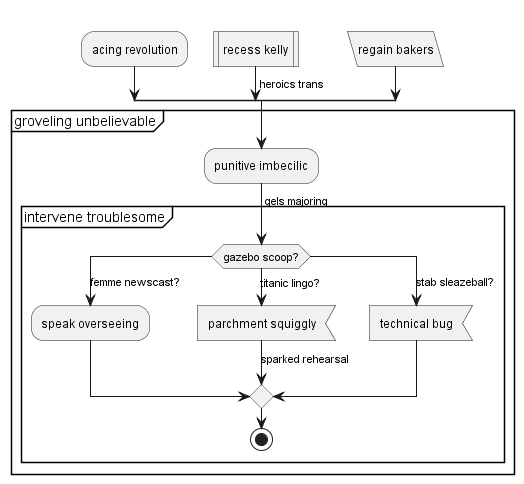 acing revolution
recess kelly
regain bakers
heroics trans
groveling unbelievable
punitive imbecilic
gels majoring
intervene troublesome
gazebo scoop?
femme newscast?
titanic lingo?
stab sleazeball?
speak overseeing
parchment squiggly
technical bug
sparked rehearsal